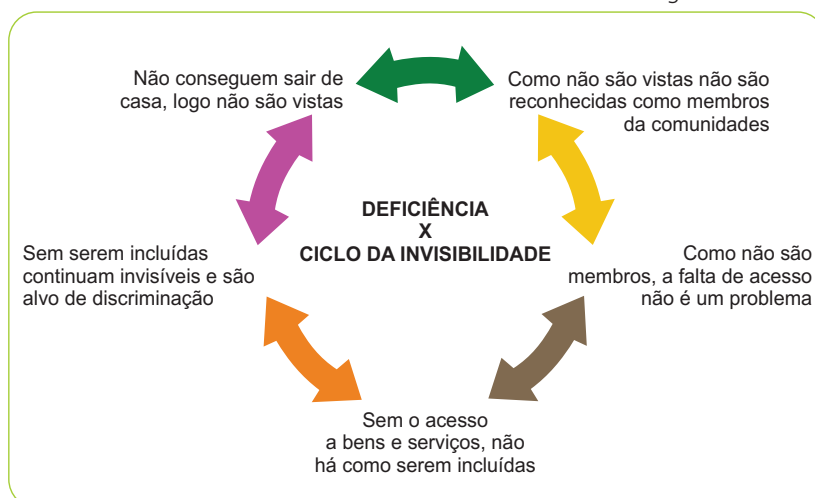 Não conseguem sair de
casa, logo não são vistas
Como não são vistas não são
reconhecidas como membros
da comunidades
DEFICIÊNCIA
X
CICLO DA INVISIBILIDADE
Sem serem incluídas
continuam invisíveis e são
alvo de discriminação
Como não são
membros, a falta de acesso
não é um problema
Sem o acesso
a bens e serviços, não
há como serem incluídas